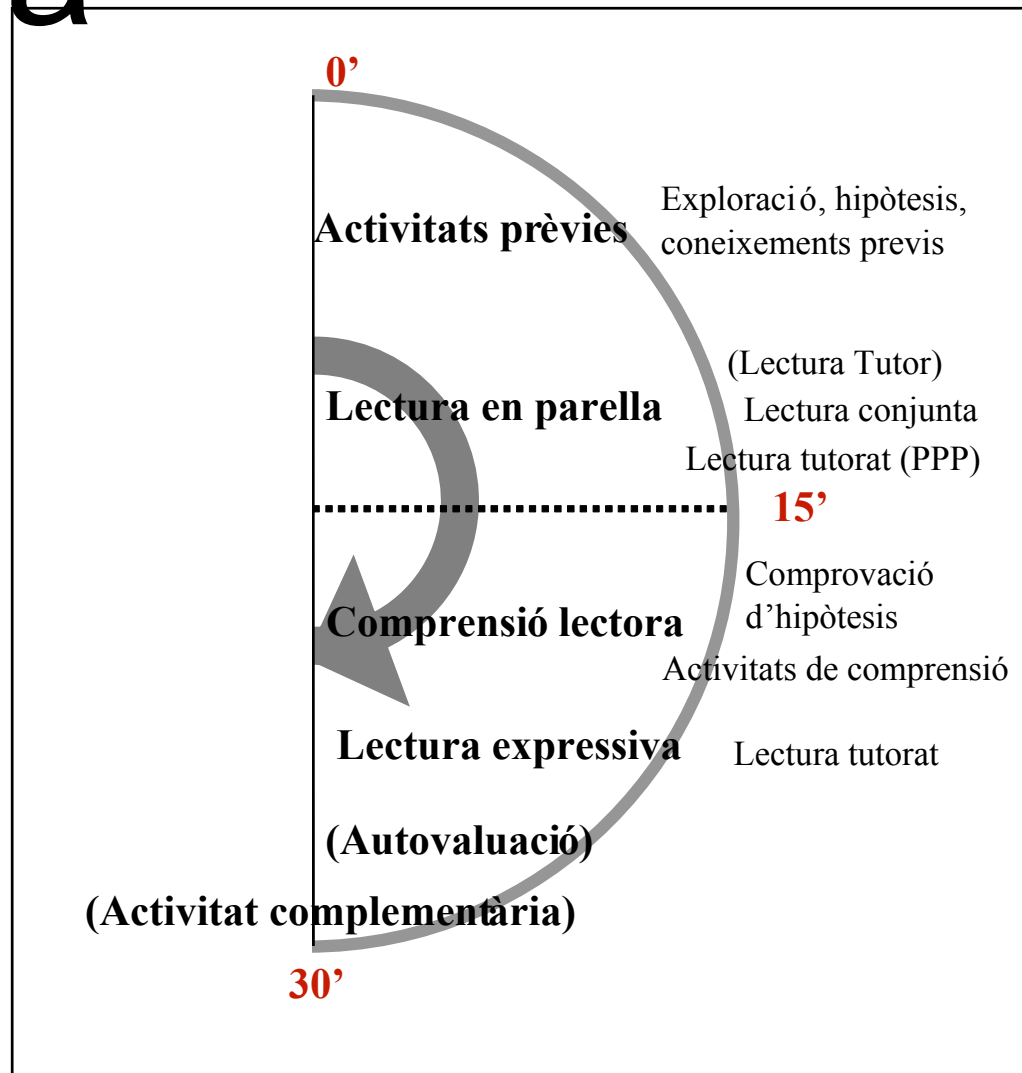 a
0’
Activitats prèvies
Exploració, hipòtesis,
coneixements previs
(Lectura Tutor)
Lectura en parella
Lectura conjunta
Lectura tutorat (PPP)
15’
Comprovació
d’hipòtesis
Comprensió lectora
Activitats de comprensió
Lectura expressiva
Lectura tutorat
(Autovaluació)
(Activitat complementària)
30’